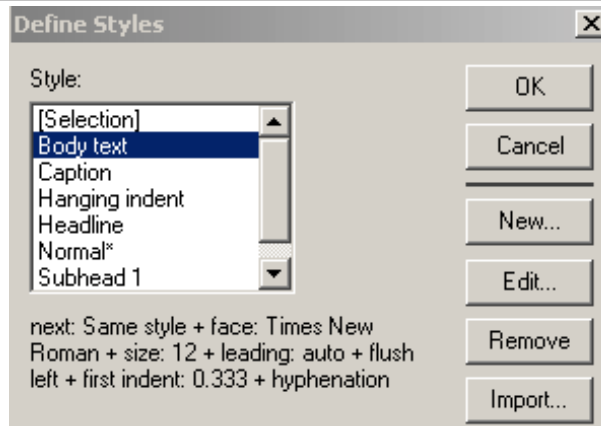 Define Styles
Style:
[Selection]
Body text
Caption
Hanging indent
Headline
Normal*
Subhead 1
next: Same style + face: Times New
Roman + size: 12 + leading: auto + flush
left + first indent: 0.333 + hyphenation
OK
Cancel
New...
Edit...
Remove
Import...